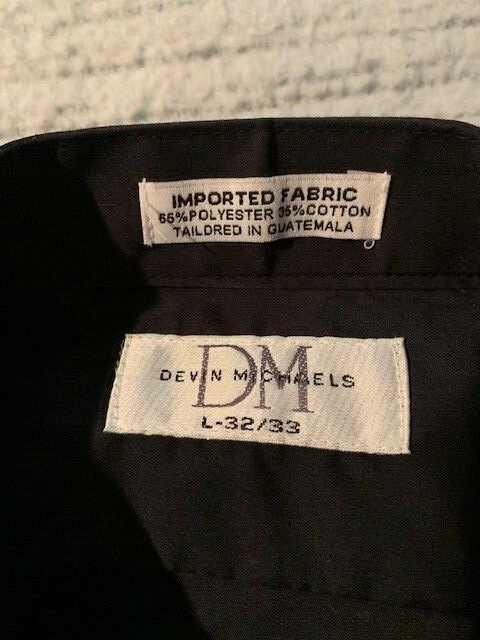 IMPORTED FABRIC
65%POLYESTER 35%COTTON
TAILORED IN GUATEMALA
DM
DEVIN MICHAELS
L-32/33